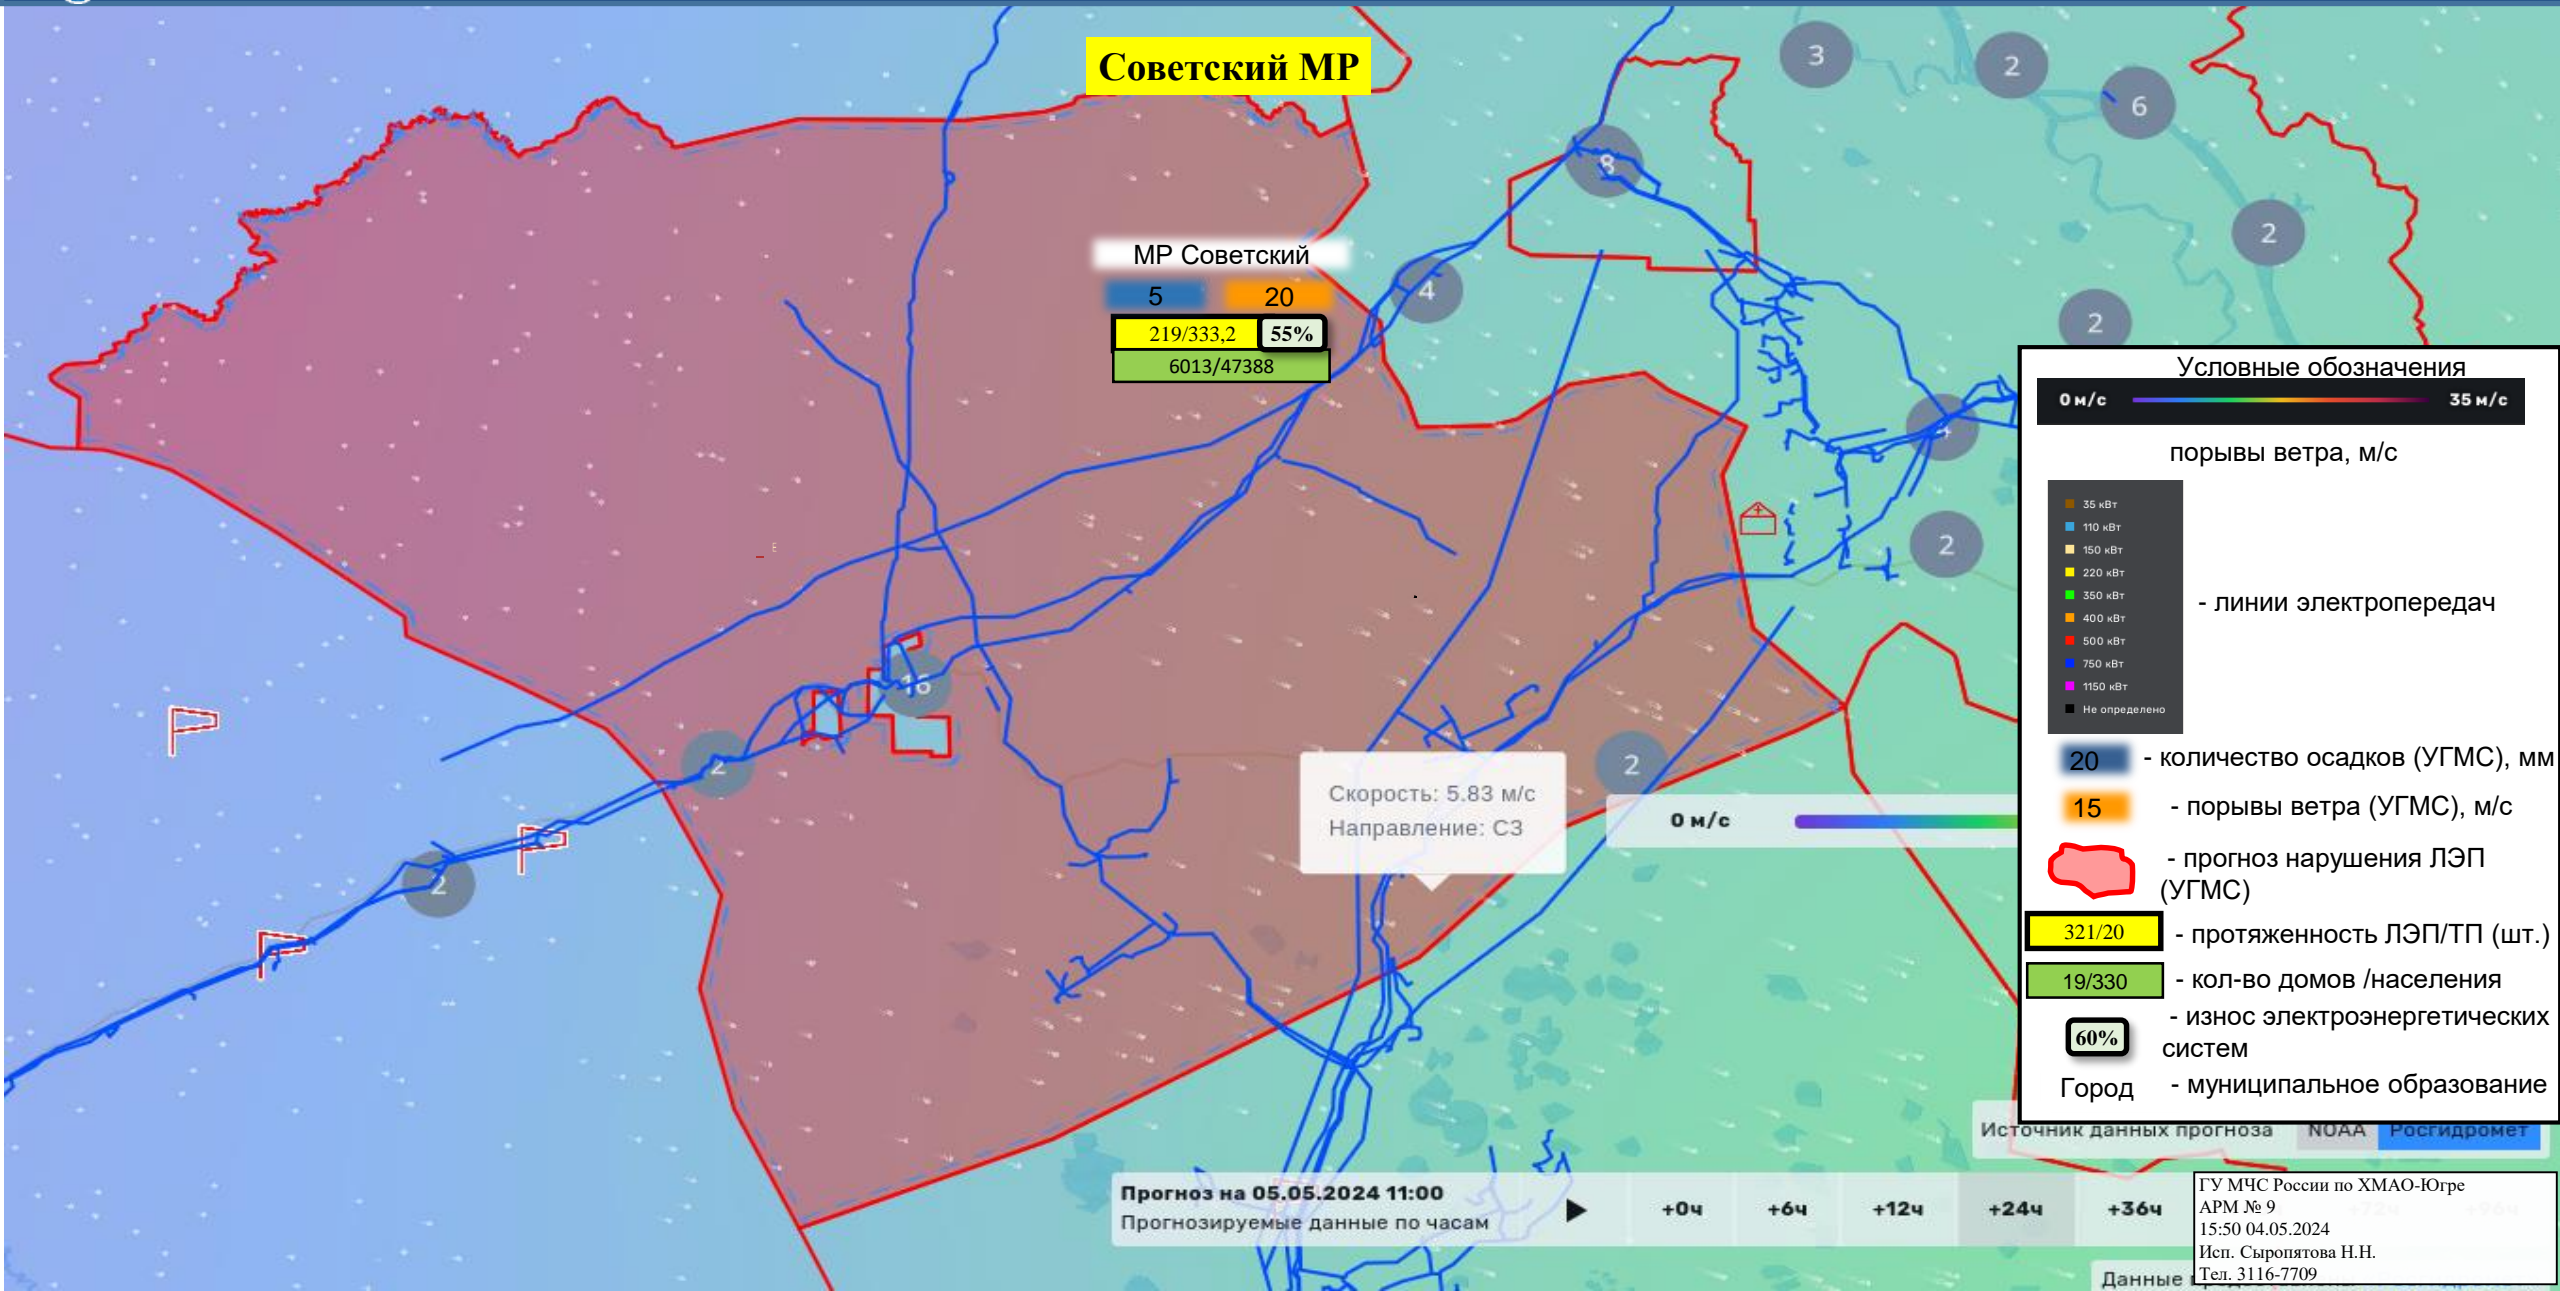 Советский МР
3
2
6
8
2
МР Советский
5 20
4
2
219/333,2 55%
6013/47388
2
16
2
2
2
Скорость: 5.83 м/с
Направление: СЗ
0 м/с
Условные обозначения
0 м/с 35 м/с
порывы ветра, м/с
35 кВт
110 кВт
150 кВт
220 кВт
350 кВт
400 кВт
500 кВт
750 кВт
1150 кВт
Не определено
- линии электропередач
20 - количество осадков (УГМС), мм
15 - порывы ветра (УГМС), м/с
- прогноз нарушения ЛЭП
(УГМС)
321/20 - протяженность ЛЭП/ТП (шт.)
19/330 - кол-во домов /населения
60% - износ электроэнергетических
систем
Город - муниципальное образование
Источник данных прогноза NOAA Росгидромет
Прогноз на 05.05.2024 11:00
Прогнозируемые данные по часам
+0ч +6ч +12ч +24ч +36ч
ГУ МЧС России по ХМАО-Югре
АРМ № 9
15:50 04.05.2024
Исп. Сыропятова Н.Н.
Тел. 3116-7709
Данные